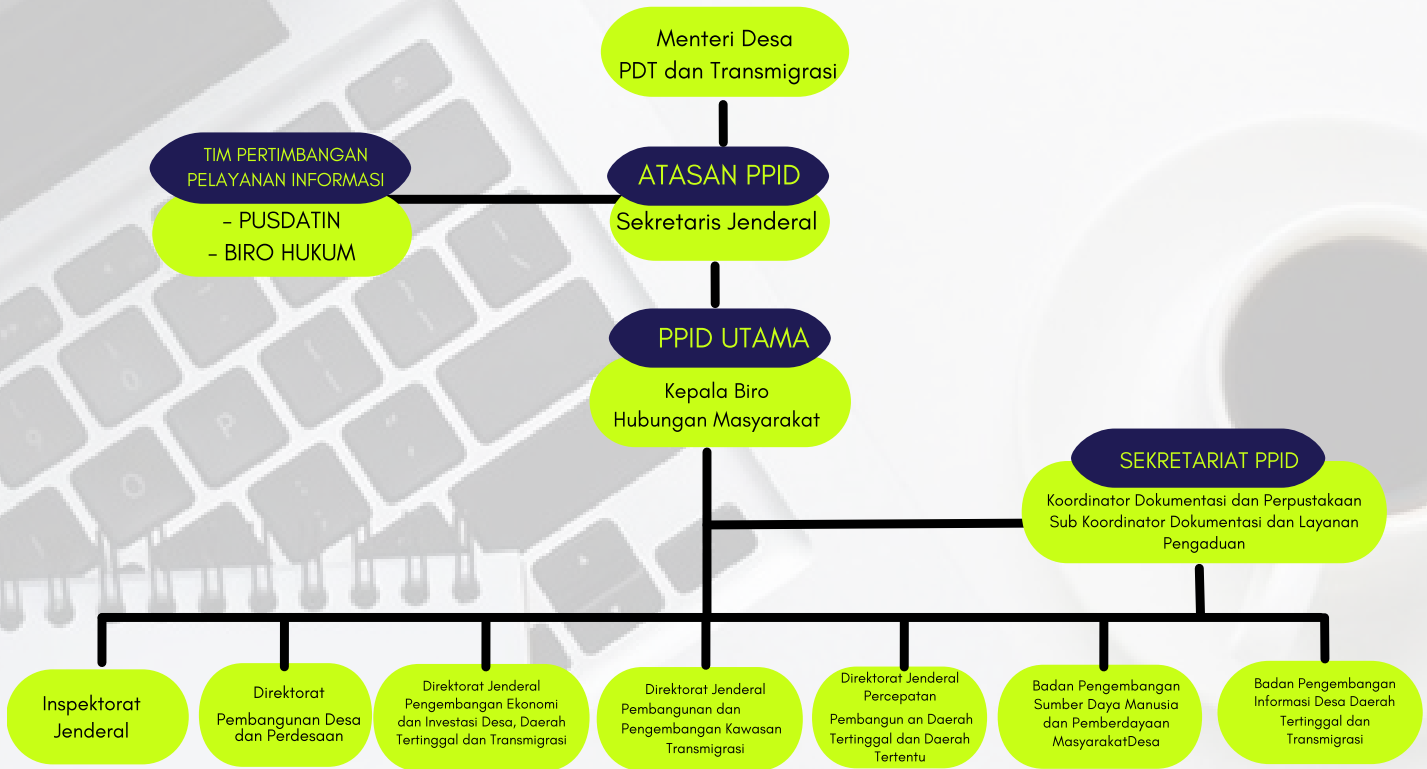 Menteri Desa
PDT dan Transmigrasi
TIM PERTIMBANGAN
PELAYANAN INFORMASI
- PUSDATIN
- BIRO HUKUM
ATASAN PPID
Sekretaris Jenderal
PPID UTAMA
Kepala Biro
Hubungan Masyarakat
SEKRETARIAT PPID
Koordinator Dokumentasi dan Perpustakaan
Sub Koordinator Dokumentasi dan Layanan
Pengaduan
Inspektorat
Jenderal
Direktorat
Pembangunan Desa
dan Perdesaan
Direktorat Jenderal
Pengembangan Ekonomi
dan Investasi Desa, Daerah
Tertinggal dan Transmigrasi
Direktorat Jenderal
Pembangunan dan
Pengembangan Kawasan
Transmigrasi
Direktorat Jenderal
Percepatan
Pembangun an Daerah
Tertinggal dan Daerah
Tertentu
Badan Pengembangan
Sumber Daya Manusia
dan Pemberdayaan
MasyarakatDesa
Badan Pengembangan
Informasi Desa Daerah
Tertinggal dan
Transmigrasi